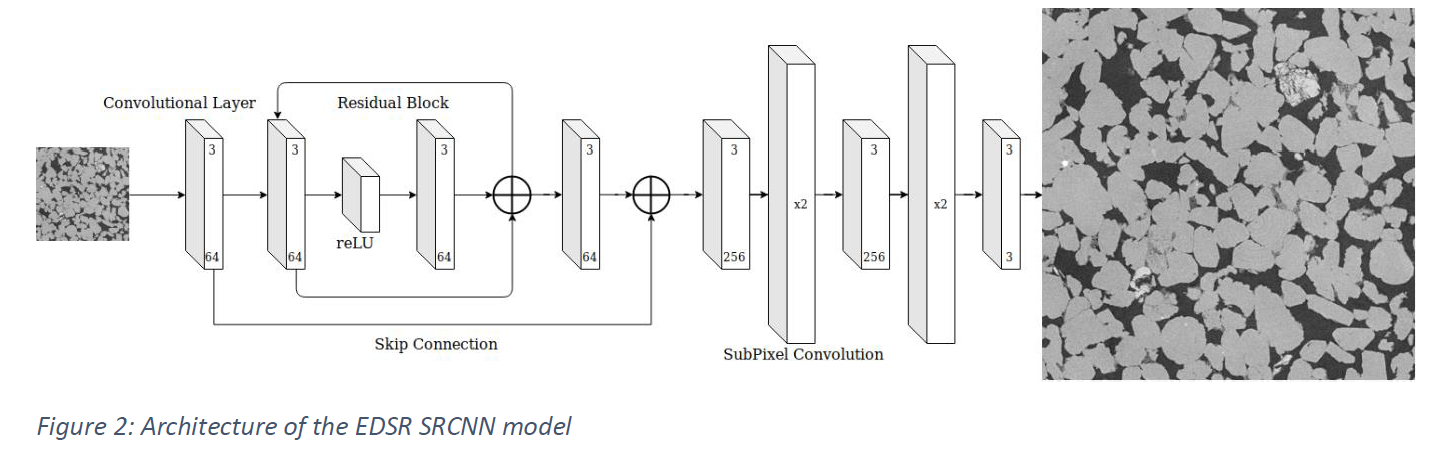 Convolutional Layer
Residual Block
3
64
3
64
reLU
3
64
3
64
Skip Connection
3
256
x2
SubPixel Convolution
3
256
x2
3
3
Figure 2: Architecture of the EDSR SRCNN model